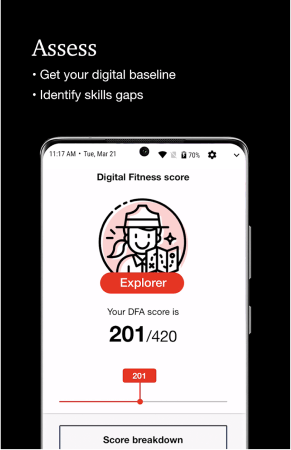 Assess
• Get your digital baseline
• Identify skills gaps
11:17 AM • Tue, Mar 21 70%
Digital Fitness score
Explorer
Your DFA score is
201/420
201
Score breakdown